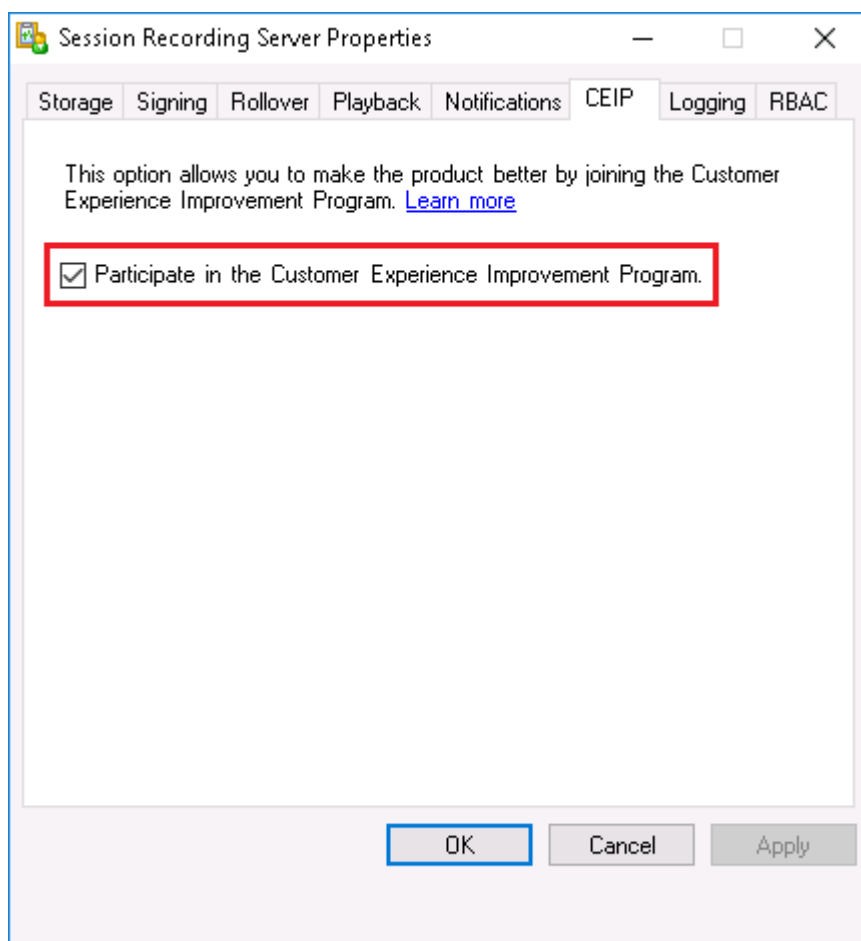 Session Recording Server Properties
Storage Signing Rollover Playback Notifications CEIP Logging RBAC
This option allows you to make the product better by joining the Customer
Experience Improvement Program. Learn more
Participate in the Customer Experience Improvement Program.
OK Cancel Apply